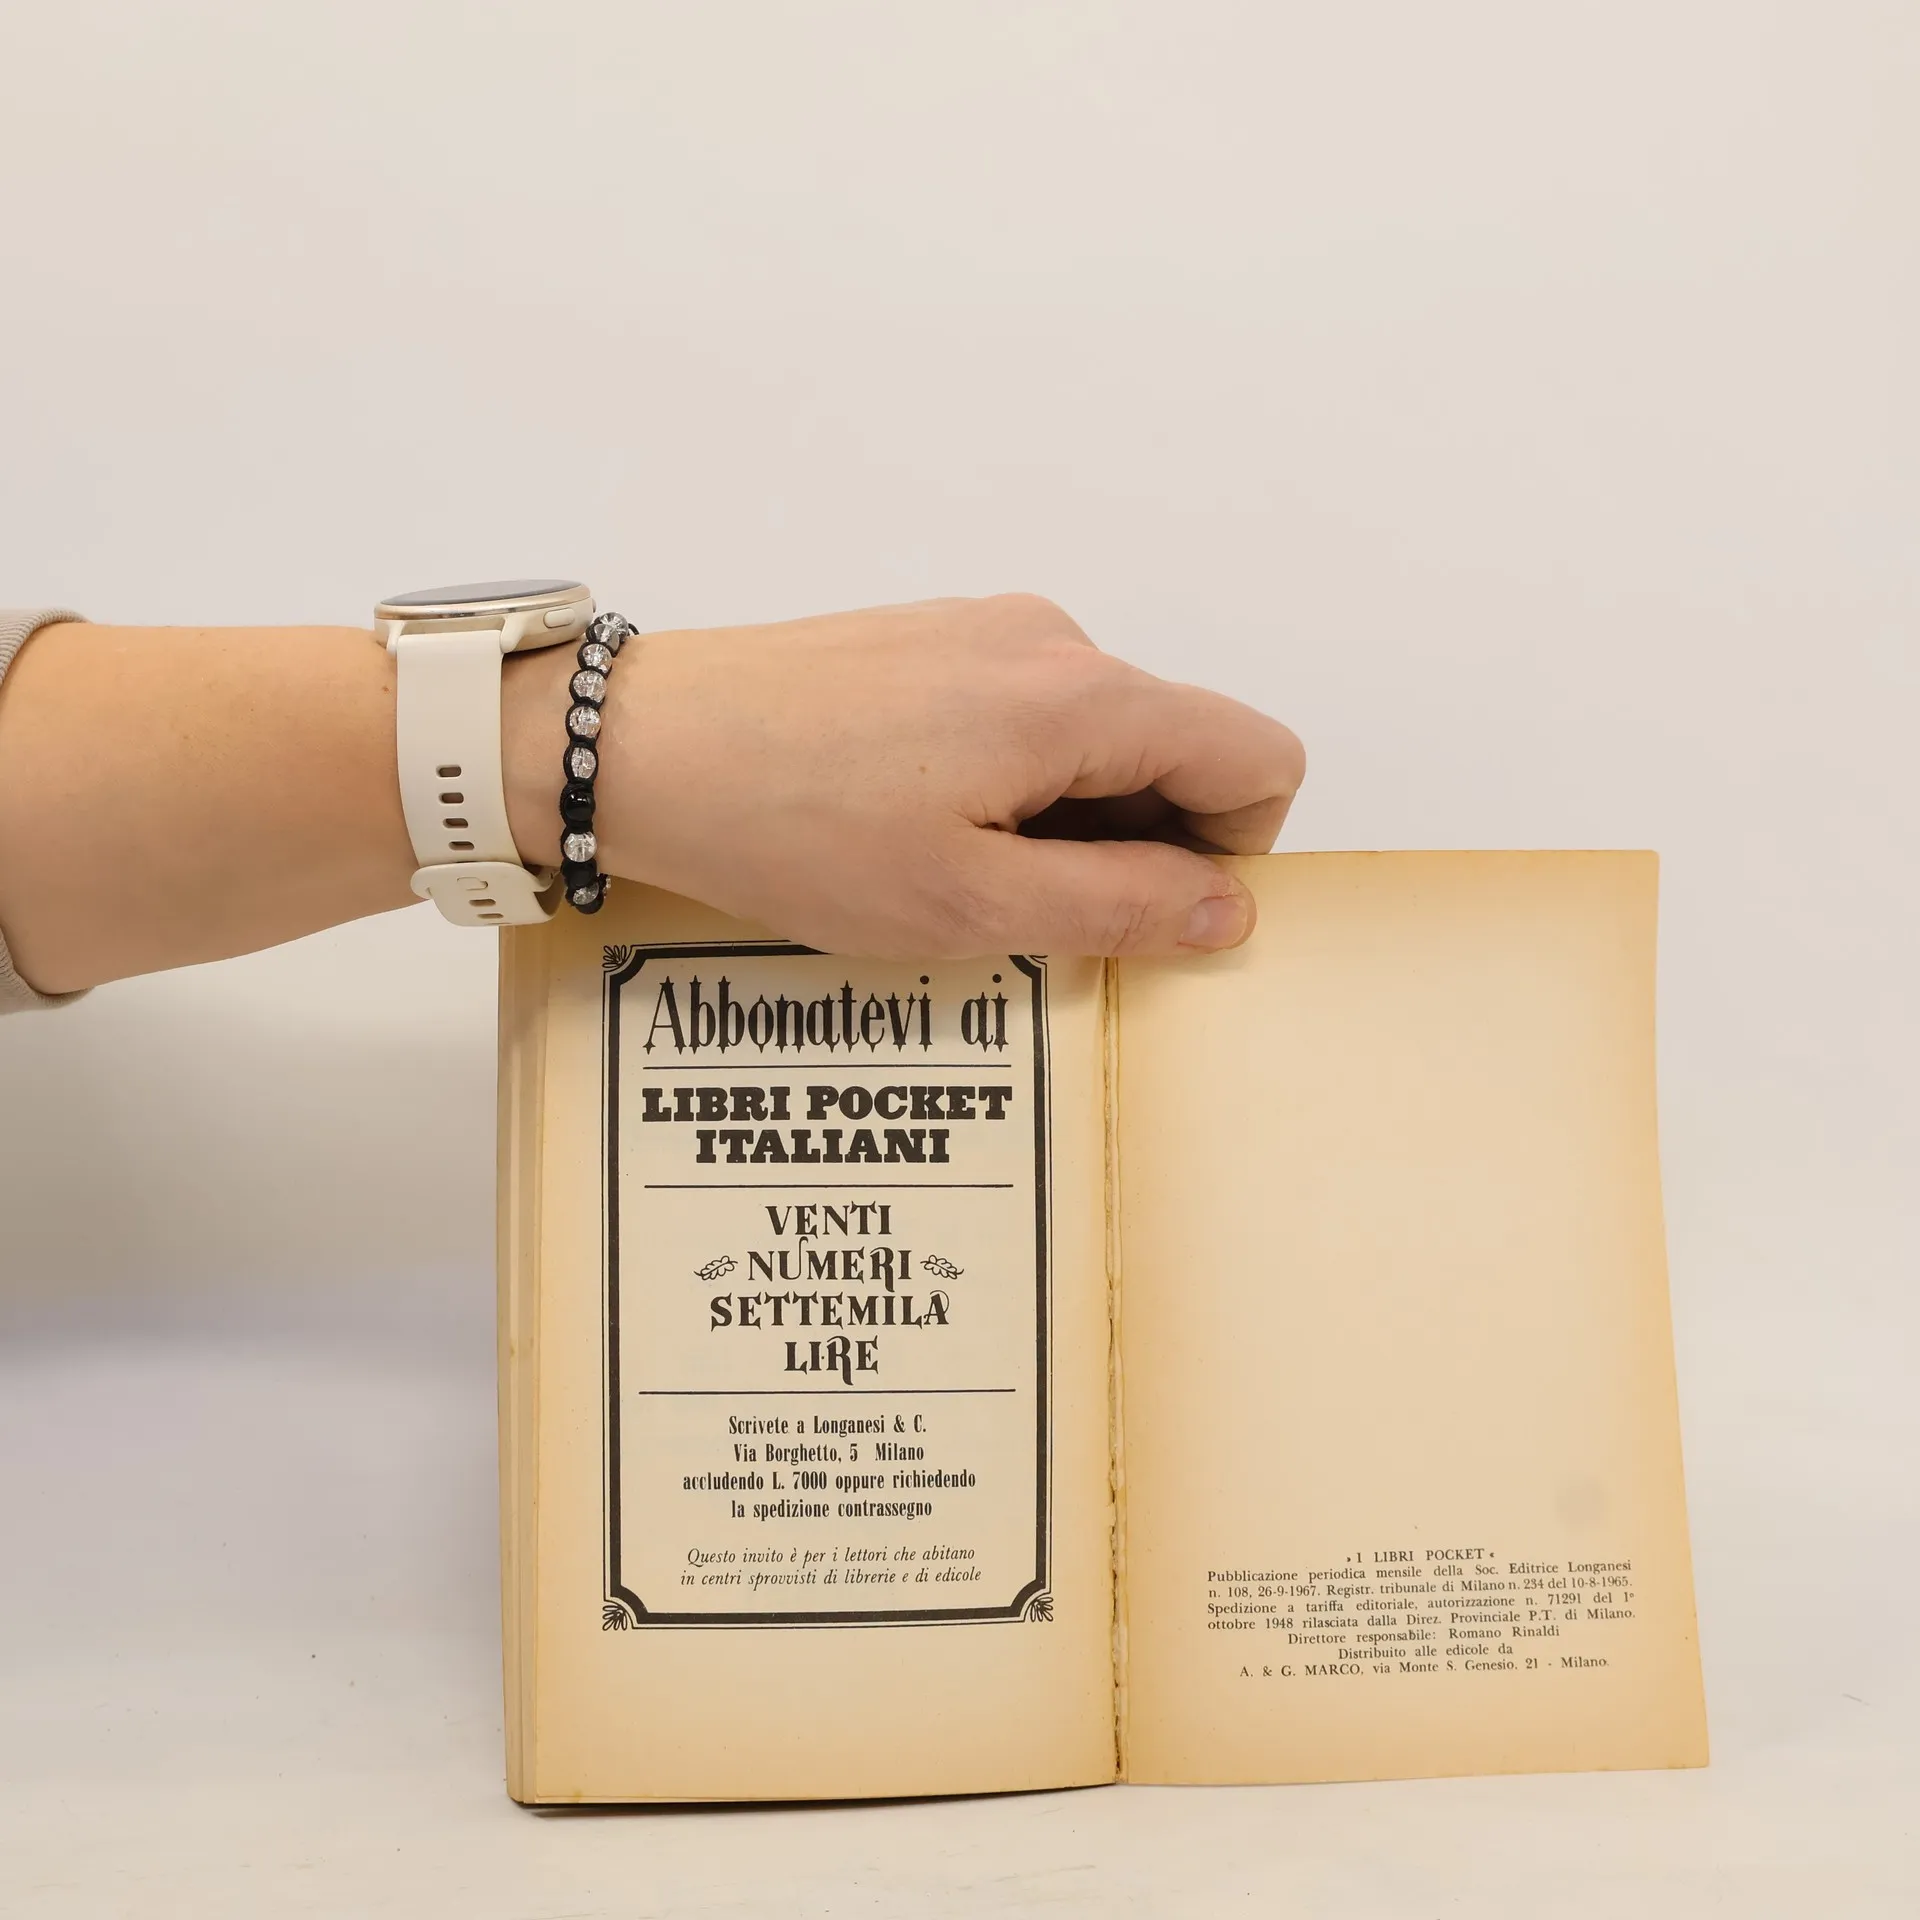 Abbonatevi ai
LIBRI POCKET
ITALIANI
VENTI
NUMERI
SETTEMILA
LIRE
Scrivete a Longanesi & C.
Via Borghetto, 5 Milano
accludendo L. 7000 oppure richiedendo
la spedizione contrassegno
Questo invito è per i lettori che abitano
in centri sprovvisti di librerie e di edicole
» I LIBRI POCKET «
Pubblicazione periodica mensile della Soc. Editrice Longanesi
n. 108, 26-9-1967. Registr. tribunale di Milano n. 234 del 10-8-1965.
Spedizione a tariffa editoriale, autorizzazione n. 71291 del 1°
ottobre 1948 rilasciata dalla Direz. Provinciale P.T. di Milano.
Direttore responsabile: Romano Rinaldi
Distribuito alle edicole da
A. & G. MARCO, via Monte S. Genesio, 21 - Milano.